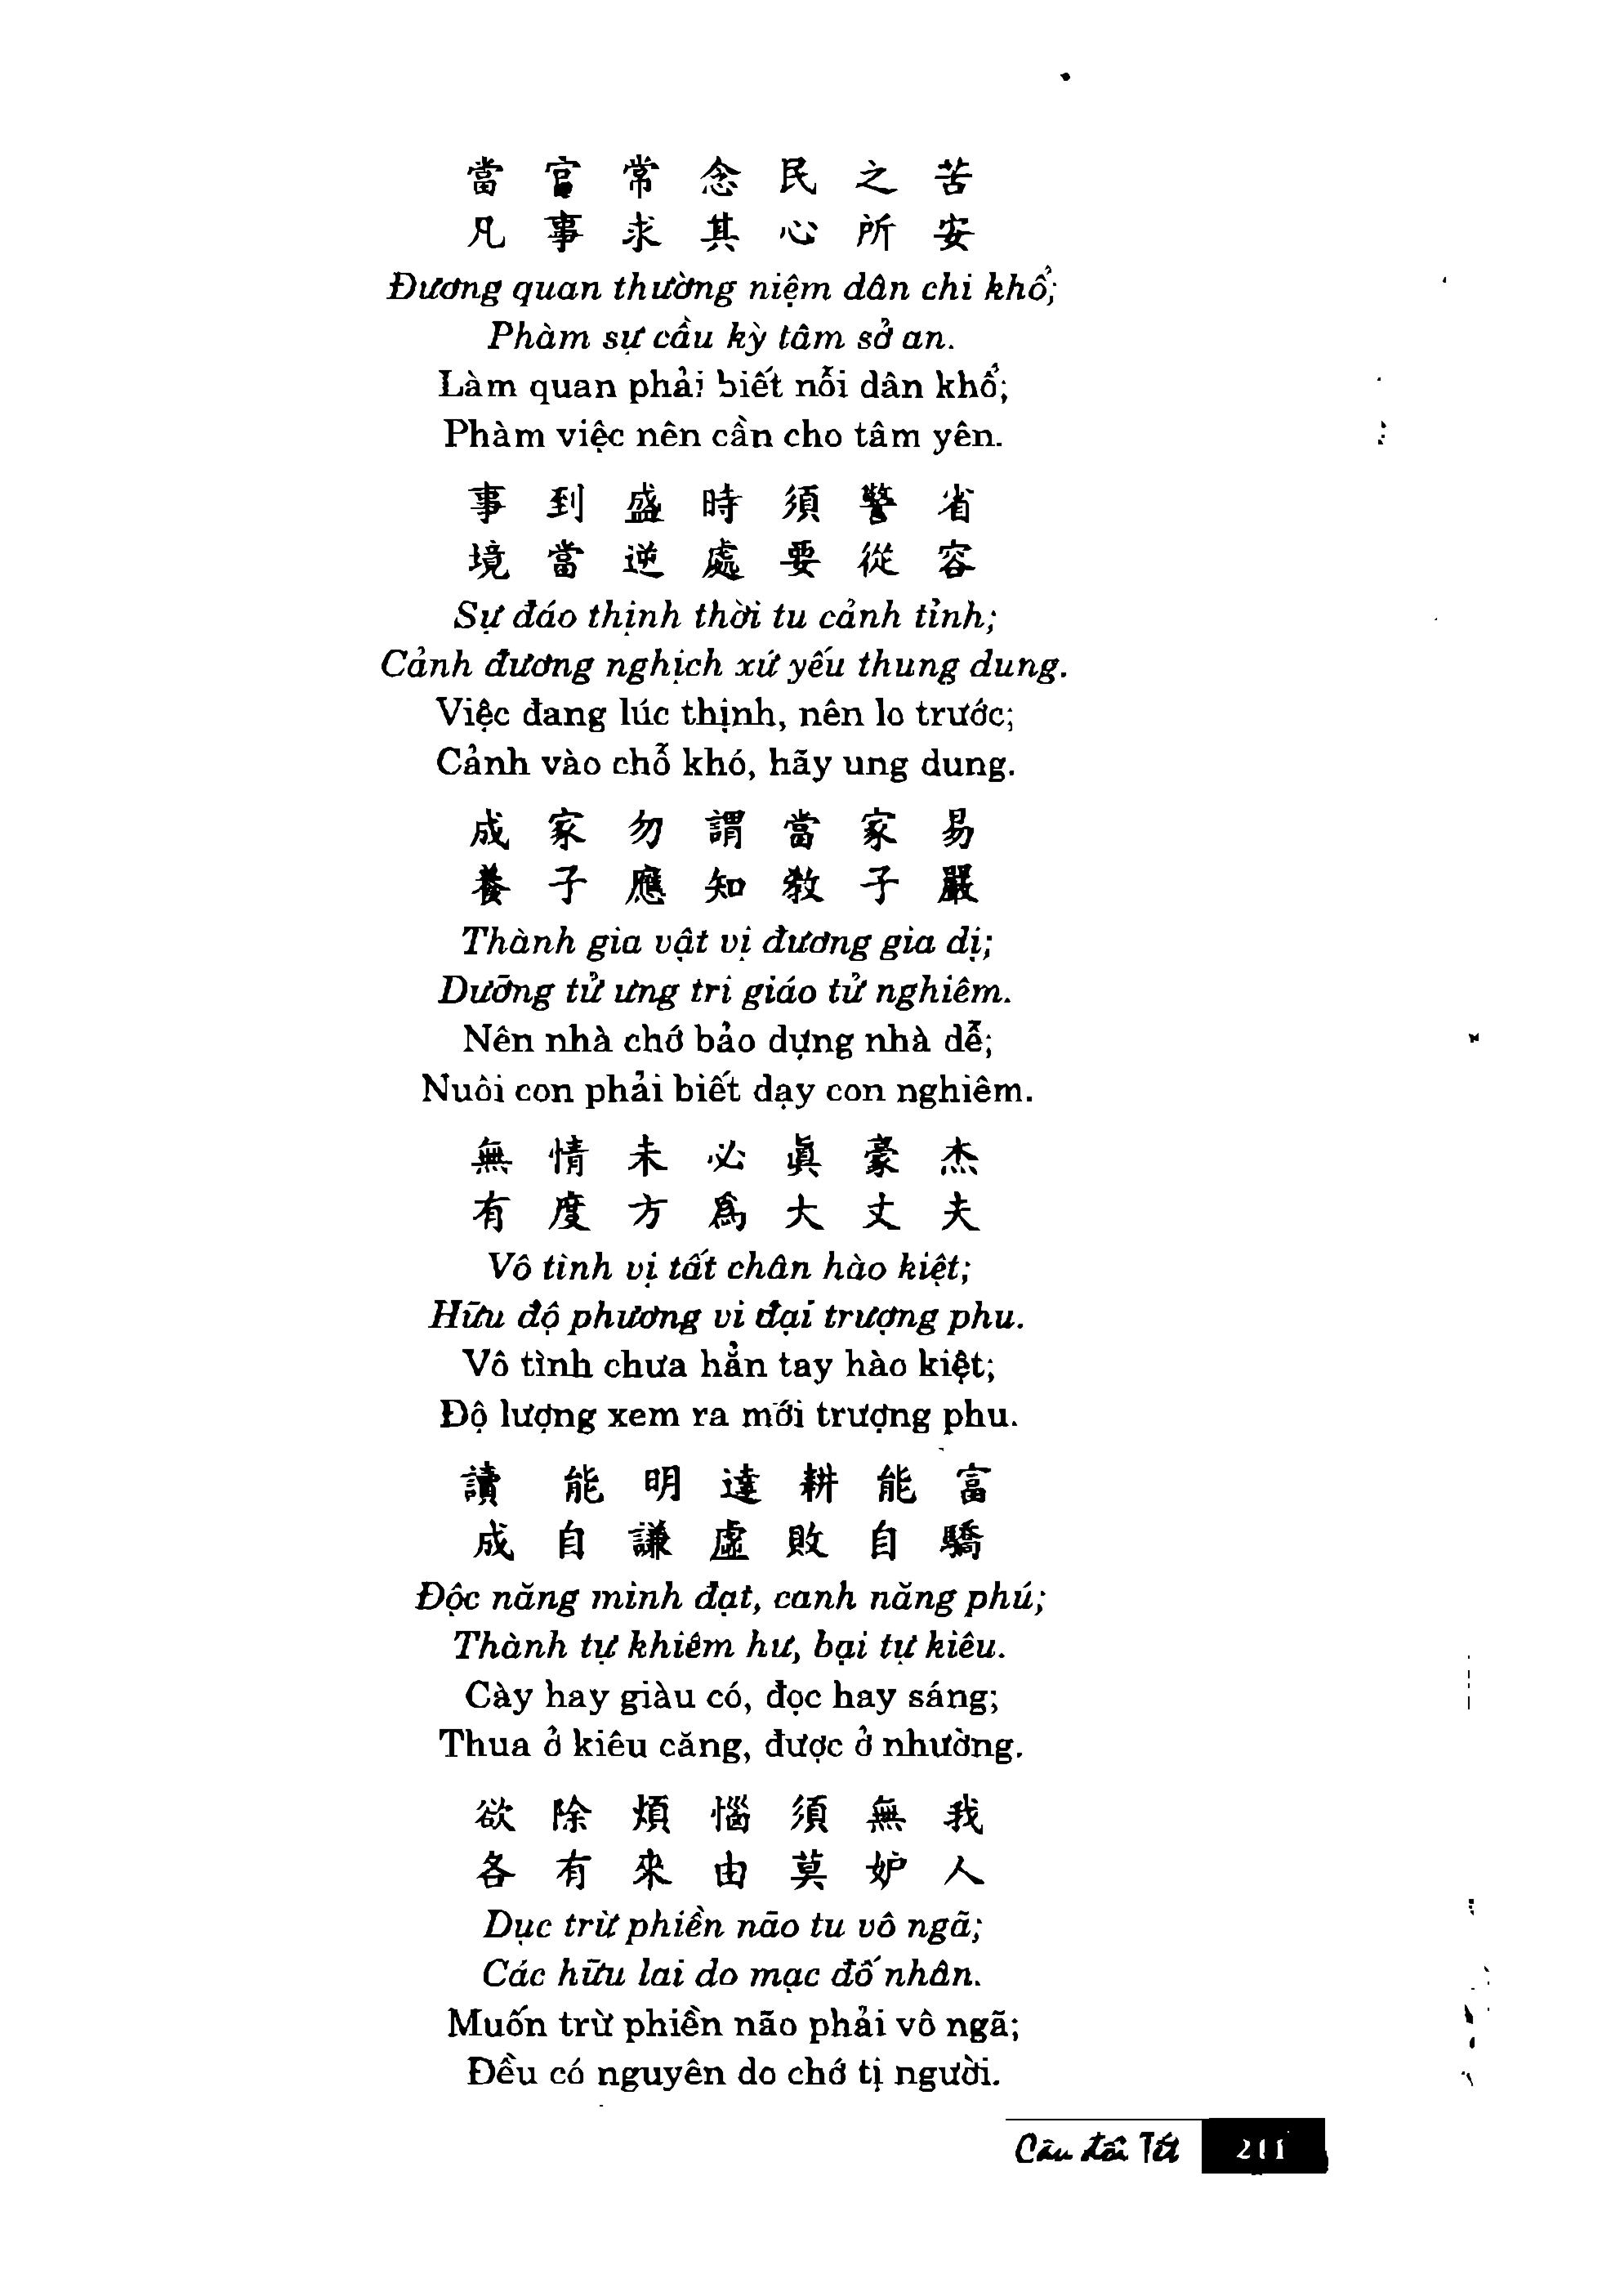 當官常念民之苦
凡事求其心所安
Đương quan thường niệm dân chi khổ;
Phàm sự cầu kỳ tâm sở an.
Làm quan phải biết nỗi dân khổ;
Phàm việc nên cần cho tâm yên.
事到盛時須警省
境當逆處要從容
Sự đáo thịnh thời tu cảnh tỉnh;
Cảnh đương nghịch xứ yếu thung dung.
Việc đang lúc thịnh, nên lo trước;
Cảnh vào chỗ khó, hãy ung dung.
成家勿謂當家易
養子應知教子嚴
Thành gia vật vị đương gia dị;
Dưỡng tử ưng tri giáo tử nghiêm.
Nên nhà chớ bảo dựng nhà dễ;
Nuôi con phải biết dạy con nghiêm.
無情未必眞豪杰
有度方爲大丈夫
Vô tình vị tất chân hào kiệt;
Hữu độ phương vi đại trượng phu.
Vô tình chưa hẳn tay hào kiệt;
Độ lượng xem ra mới trượng phu.
讀能明達耕能富
成自謙虛敗自驕
Độc năng minh đạt, canh năng phú;
Thành tự khiêm hư, bại tự kiêu.
Cày hay giàu có, đọc hay sáng;
Thua ở kiêu căng, được ở nhường.
欲除煩惱須無我
各有來由莫妒人
Dục trừ phiền não tu vô ngã;
Các hữu lai do mạc đố nhân.
Muốn trừ phiền não phải vô ngã;
Đều có nguyên do chớ tị người.
Câu đối Tết 211